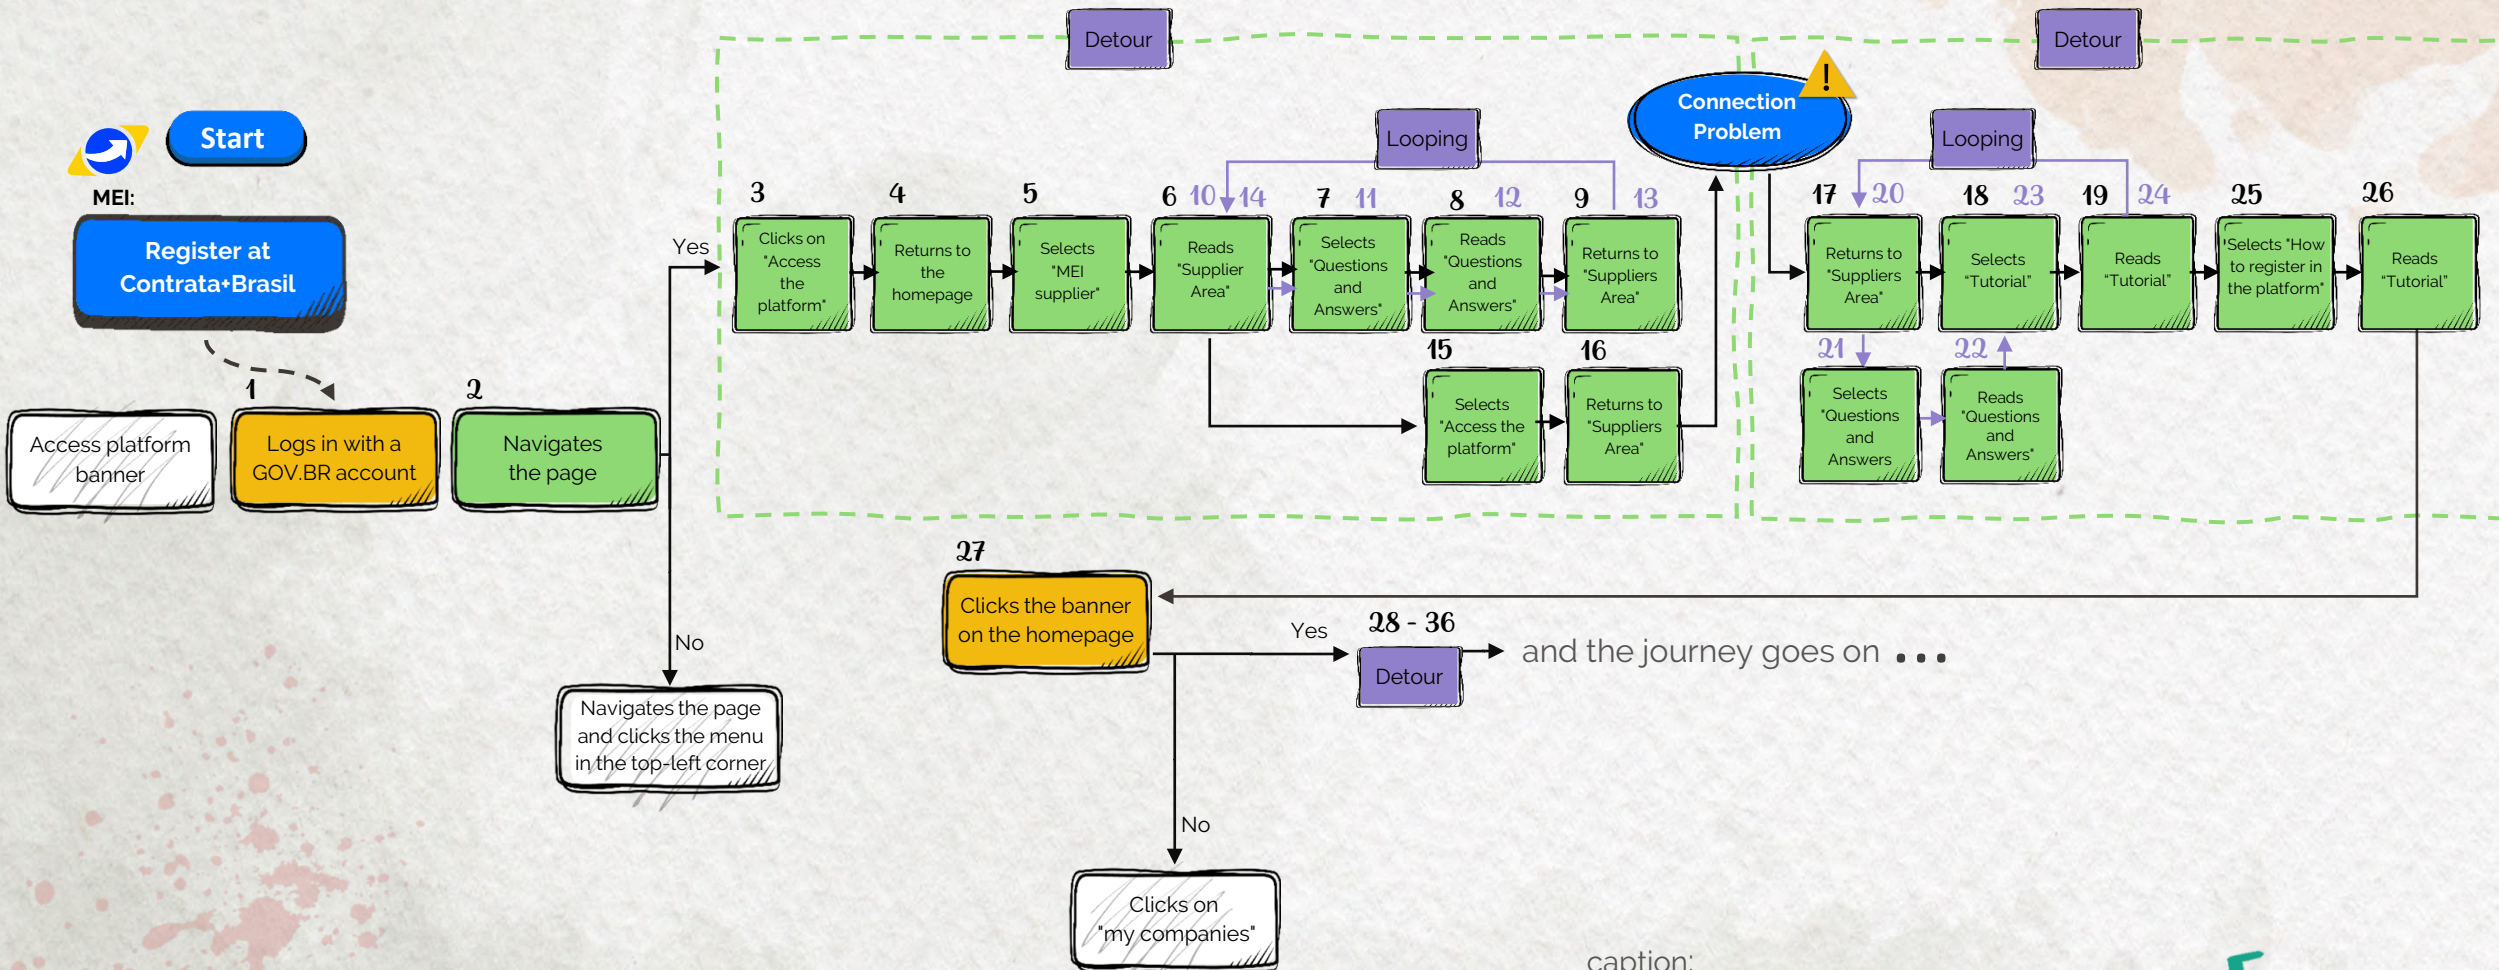 Detour
Detour
Connection
Problem
!
Start
Looping
Looping
MEI:
Register at
Contrata+Brasil
3
4
5
6 10 14
7 11
8 12
9 13
17 20
18 23
19 24
25
26
Yes
Clicks on
"Access
the
platform"
Returns to
the
homepage
Selects
"MEI
supplier"
Reads
"Supplier
Area"
Selects
"Questions
and
Answers"
Reads
"Questions
and
Answers"
Returns to
"Suppliers
Area"
Returns to
"Suppliers
Area"
Selects
“Tutorial”
Reads
“Tutorial”
Selects "How
to register in
the platform"
Reads
“Tutorial”
15
16
21
22
Selects
"Access the
platform"
Returns to
"Suppliers
Area"
Selects
"Questions
and
Answers
Reads
"Questions
and
Answers"
Access platform
banner
1
Logs in with a
GOV.BR account
2
Navigates
the page
No
Navigates the page
and clicks the menu
in the top-left corner
27
Clicks the banner
on the homepage
Yes
28 - 36
Detour
and the journey goes on ...
No
Clicks on
"my companies"
caption: